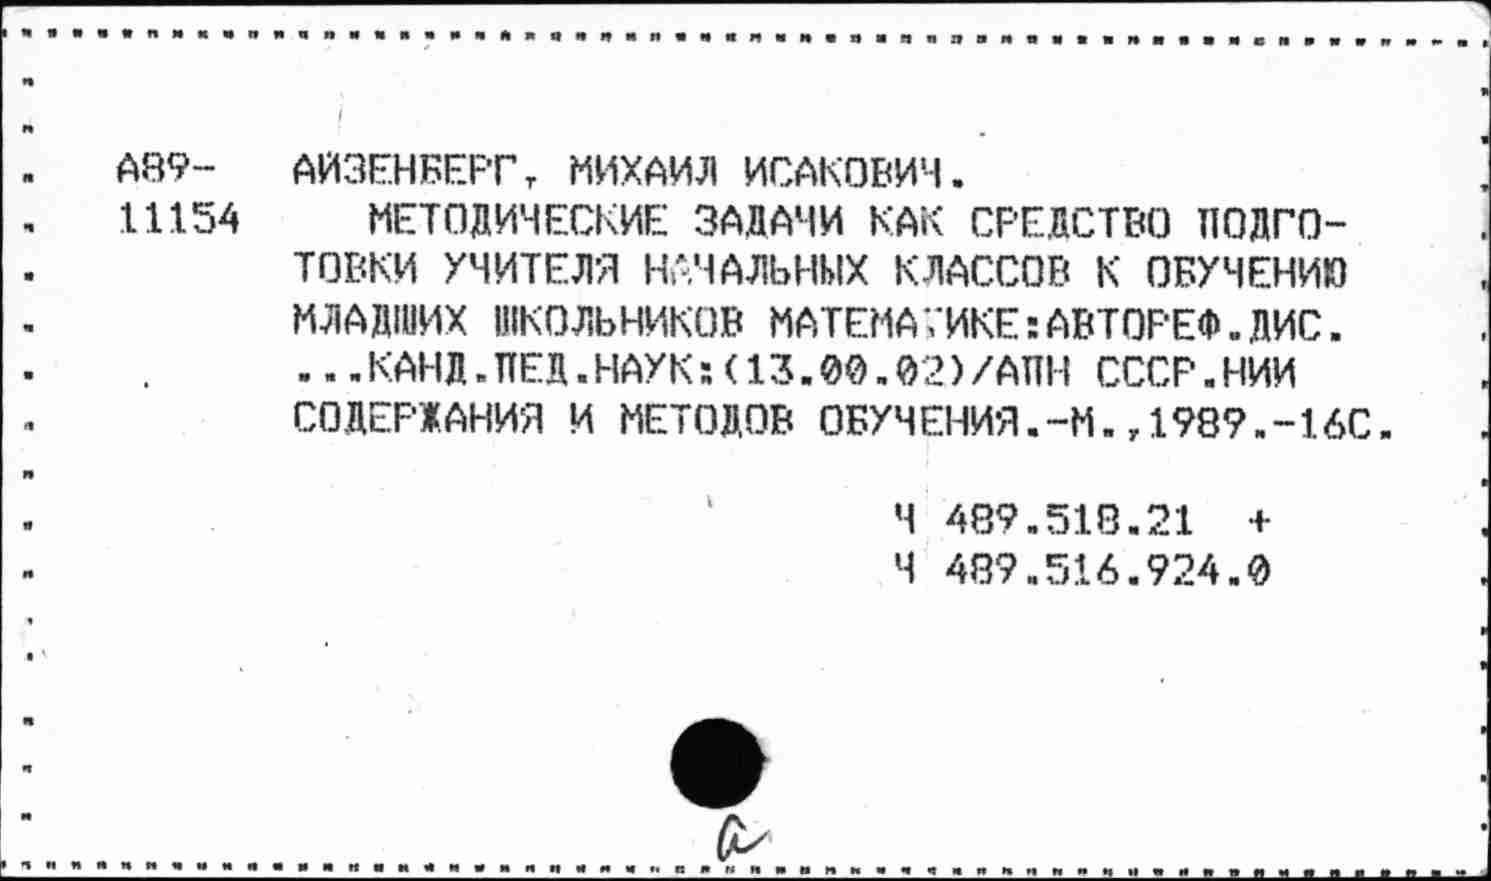 А89- АЙЗЕНБЕРГ, МИХАИЛ ИСАКОВИЧ.
11154 МЕТОДИЧЕСКИЕ ЗАДАЧИ КАК СРЕДСТВО ПОДГО-
ТОВКИ УЧИТЕЛЯ НАЧАЛЬНЫХ КЛАССОВ К ОБУЧЕНИЮ
МЛАДШИХ ШКОЛЬНИКОВ МАТЕМАТИКЕ:АВТОРЕФ.ДИС.
...КАНД.ПЕД.НАУК:(13.00.02)/АПН СССР.НИИ
СОДЕРЖАНИЯ И МЕТОДОВ ОБУЧЕНИЯ.-М.,1989.-16С.
Ч 489.518.21 +
Ч 489.516.924.0
а